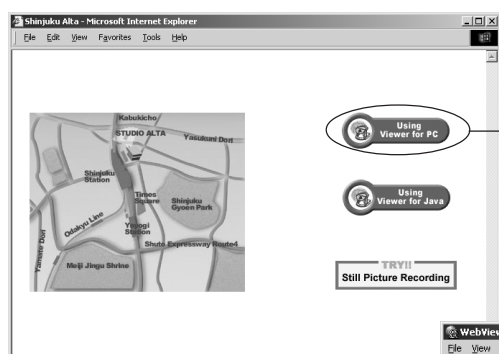 Shinjuku Alta - Microsoft Internet Explorer
File Edit View Favorites Tools Help
Kabukicho
STUDIO ALTA
Yasukuni Dori
Shinjuku
Station
Times
Square
Shinjuku
Gyoen Park
Odakyu Line
Yoyogi
Station
Shuto Expressway Route4
Yamate Dori
Meiji Jingu Shrine
Using
Viewer for PC
Using
Viewer for Java
TRY!!
Still Picture Recording
WebView
File View